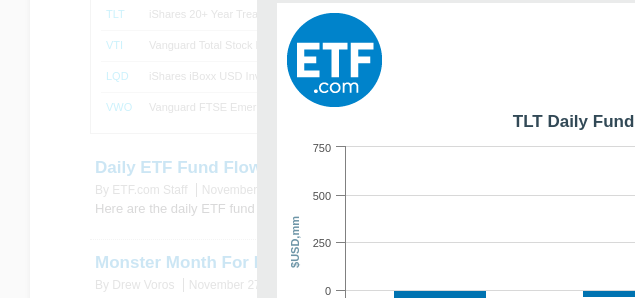 TLT iShares 20+ Year Trea
VTI Vanguard Total Stock
LQD iShares iBoxx USD Inv
VWO Vanguard FTSE Emer
Daily ETF Fund Flow
By ETF.com Staff | November
Here are the daily ETF fund
Monster Month For
By Drew Voros | November 27
ETF
.com
TLT Daily Fund
750
500
250
0
$USD,mm